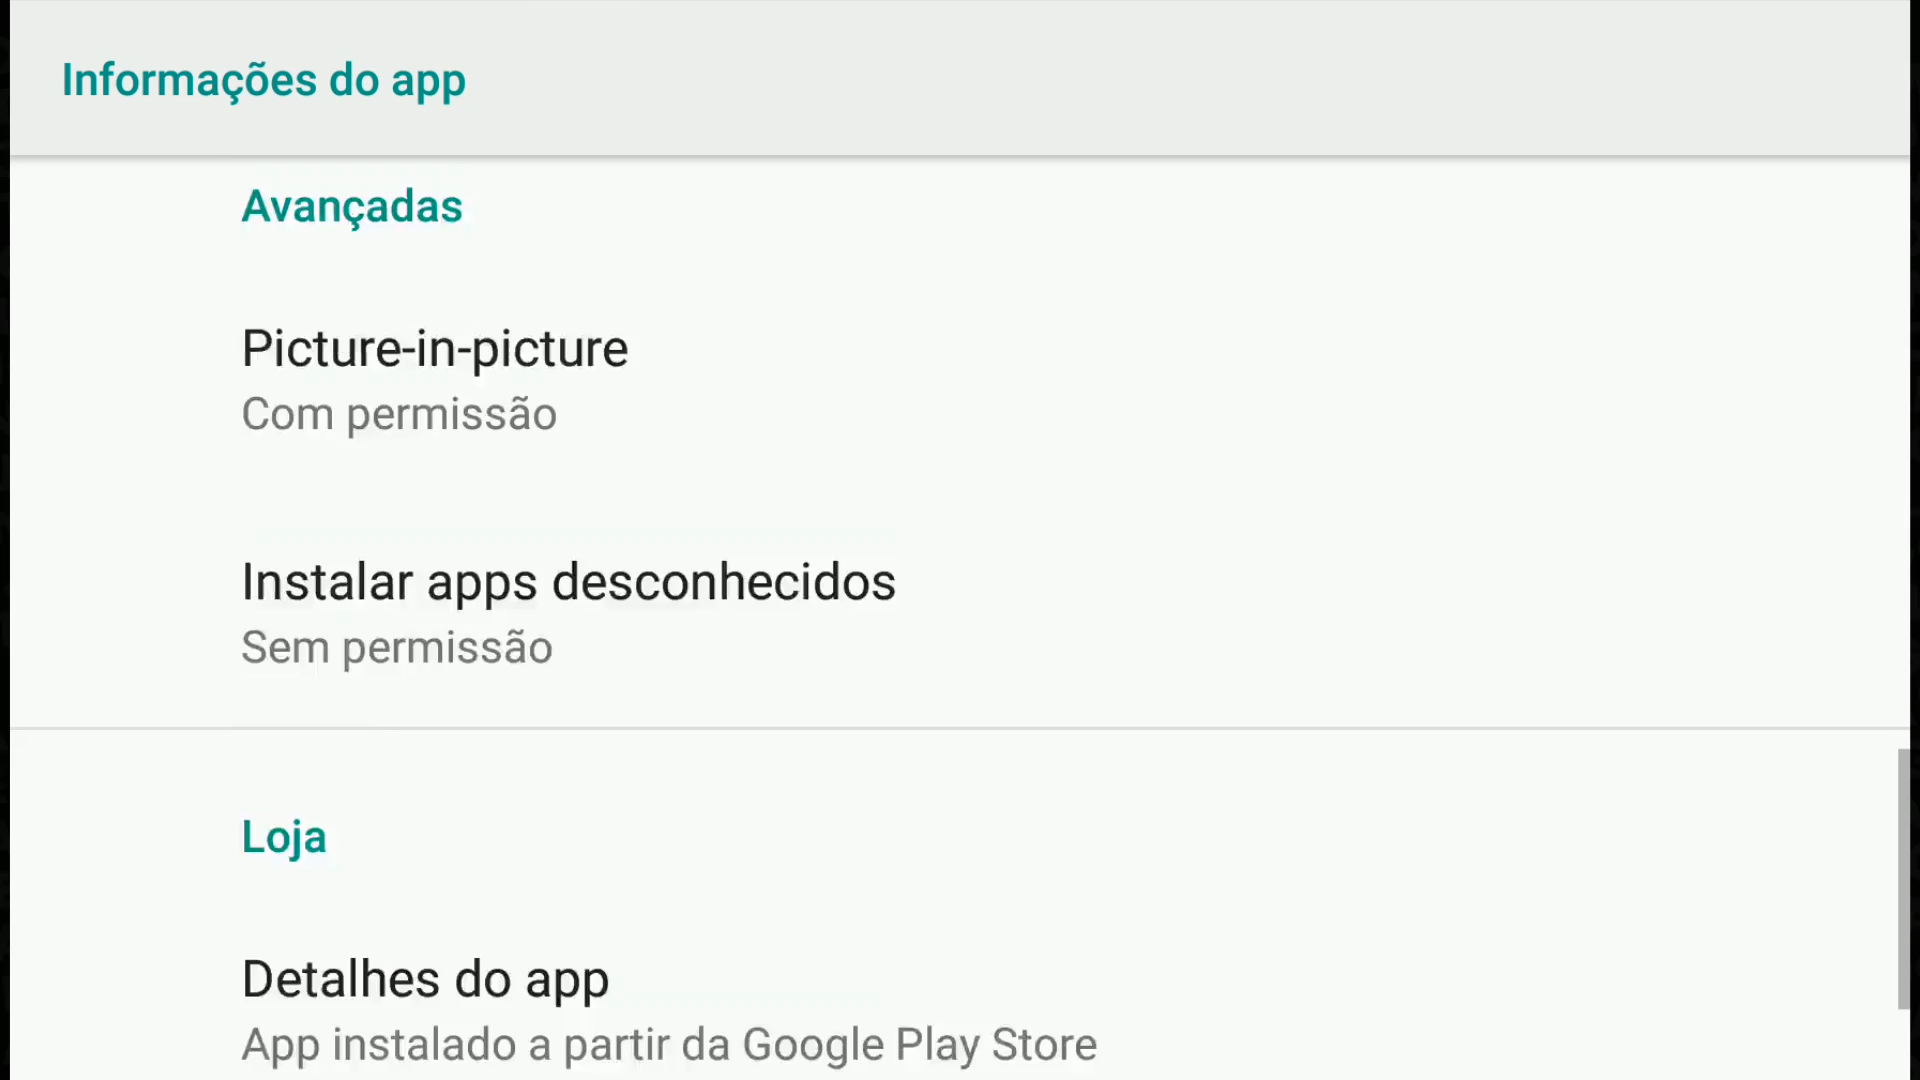 Informações do app
Avançadas
Picture-in-picture
Com permissão
Instalar apps desconhecidos
Sem permissão
Loja
Detalhes do app
App instalado a partir da Google Play Store